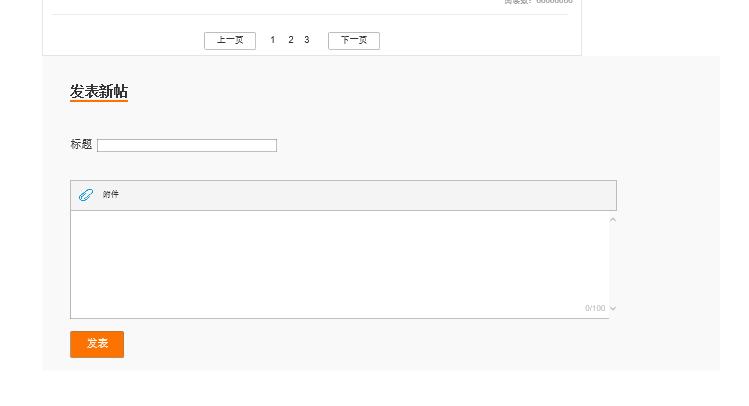 上一页 1 2 3 下一页
发表新帖
标题
附件
0/100
发表